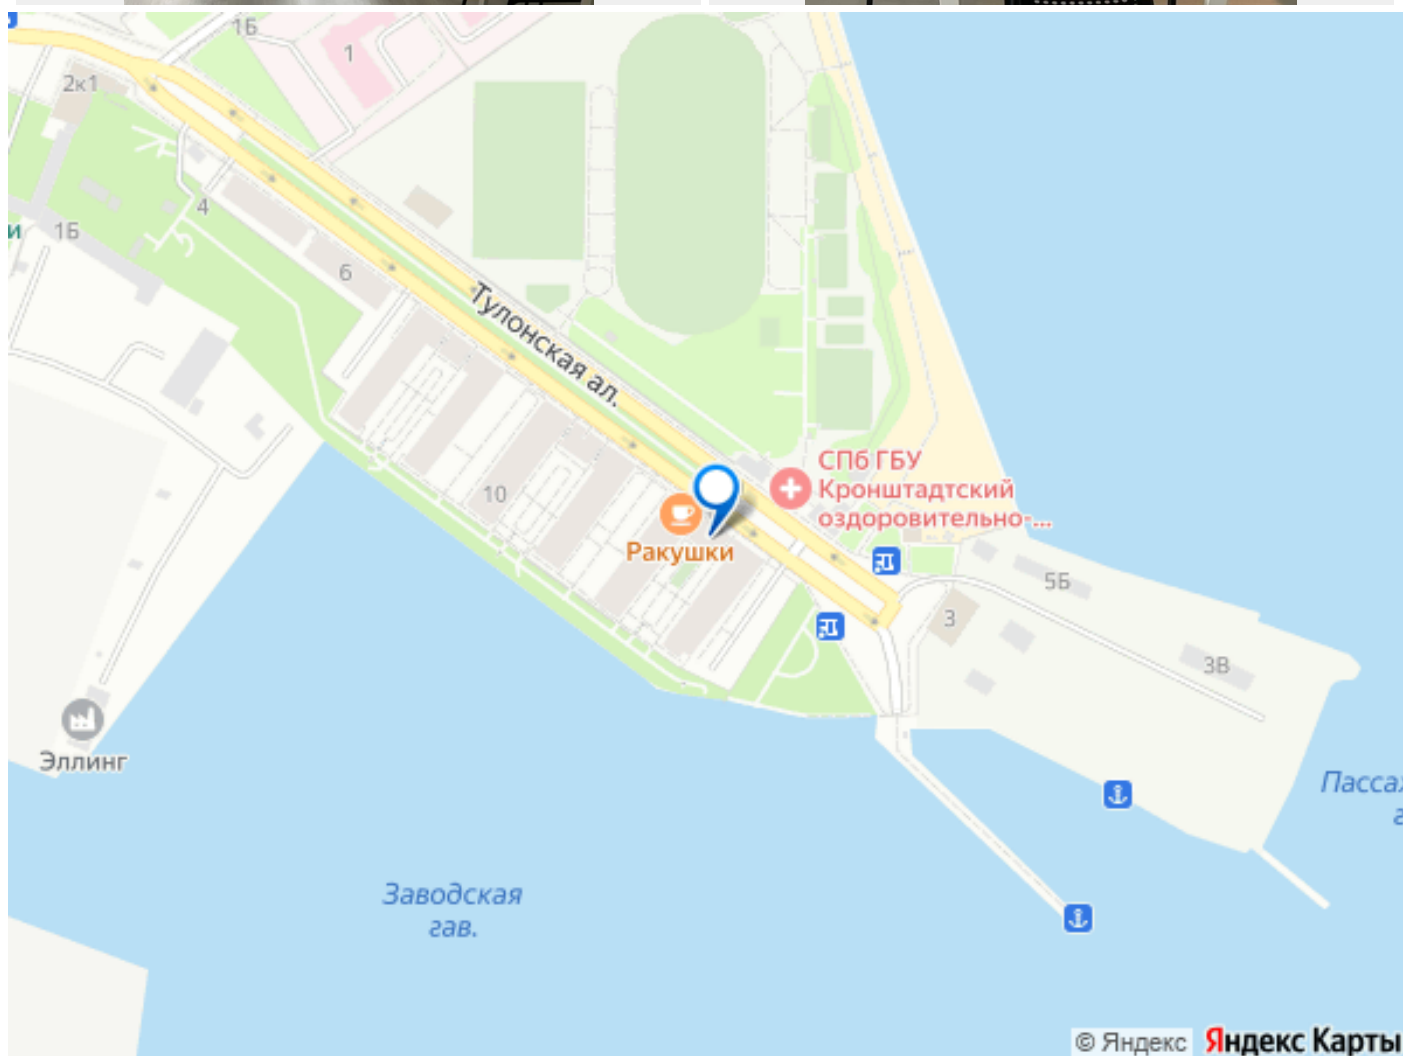 1Б
1
2к1
4
и
1Б
6
Тулонская ал.
10
СПб ГБУ
Кронштадтский
оздоровительно-...
Ракушки
5Б
3
3В
Эллинг
Пасса
Заводская
гав.
© Яндекс Яндекс Карты